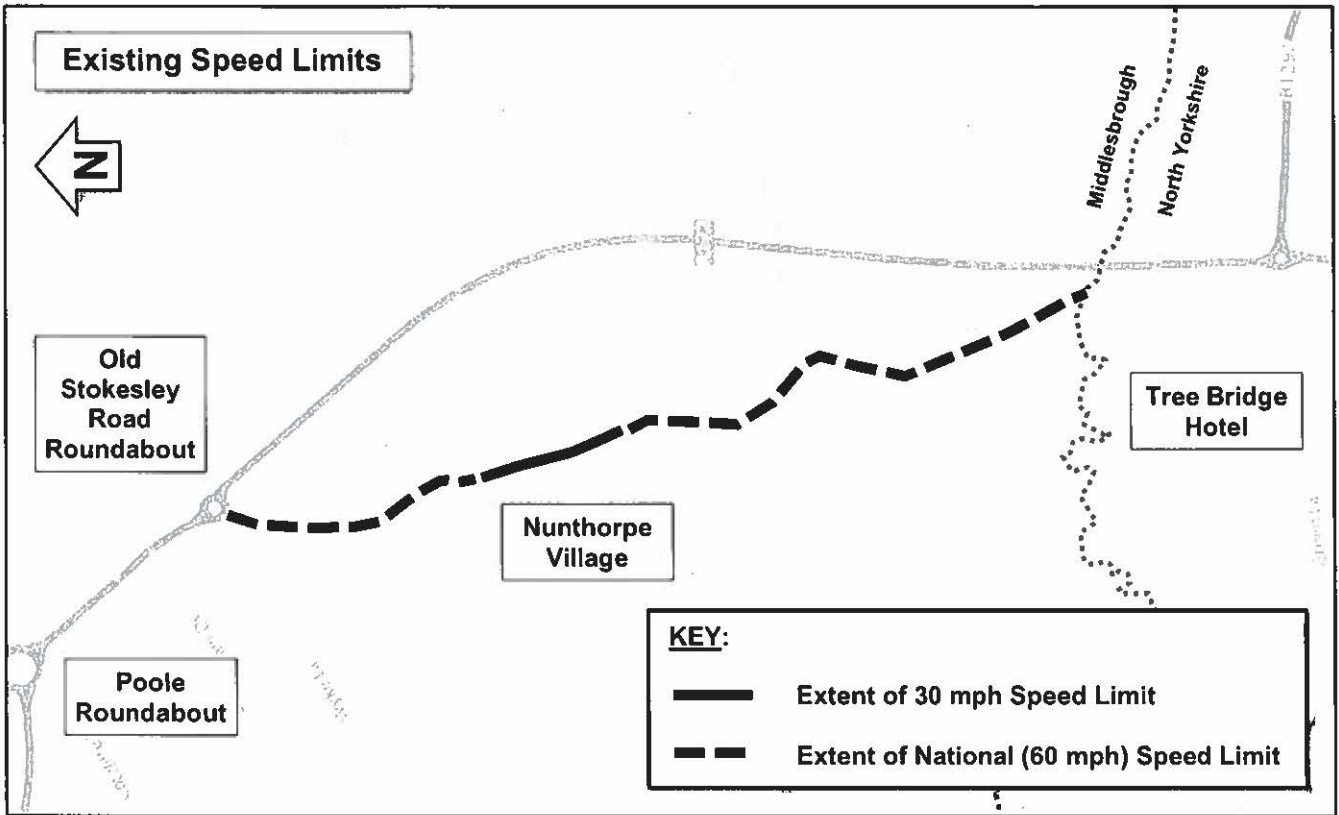 Existing Speed Limits
N
Middlesbrough
North Yorkshire
Old
Stokesley
Road
Roundabout
Tree Bridge
Hotel
Nunthorpe
Village
Poole
Roundabout
KEY:
Extent of 30 mph Speed Limit
Extent of National (60 mph) Speed Limit